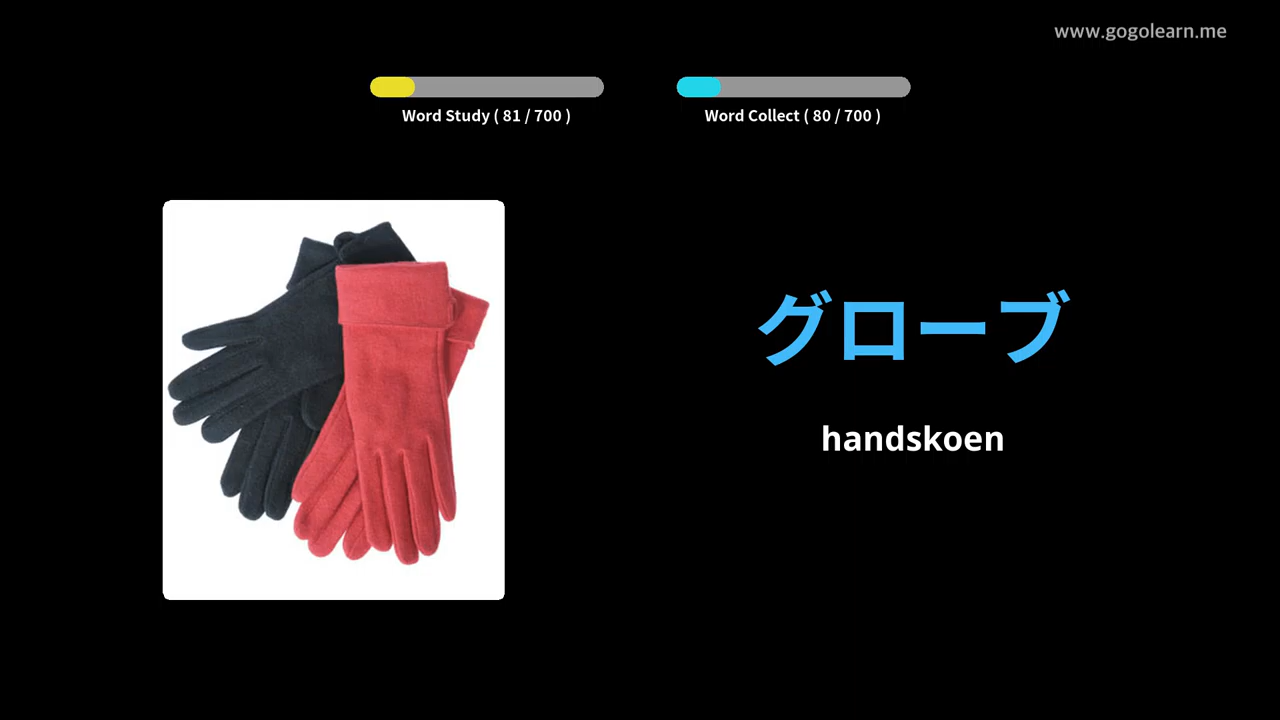 www.gogolearn.me
Word Study ( 81 / 700 )
Word Collect ( 80 / 700 )
グローブ
handskoen